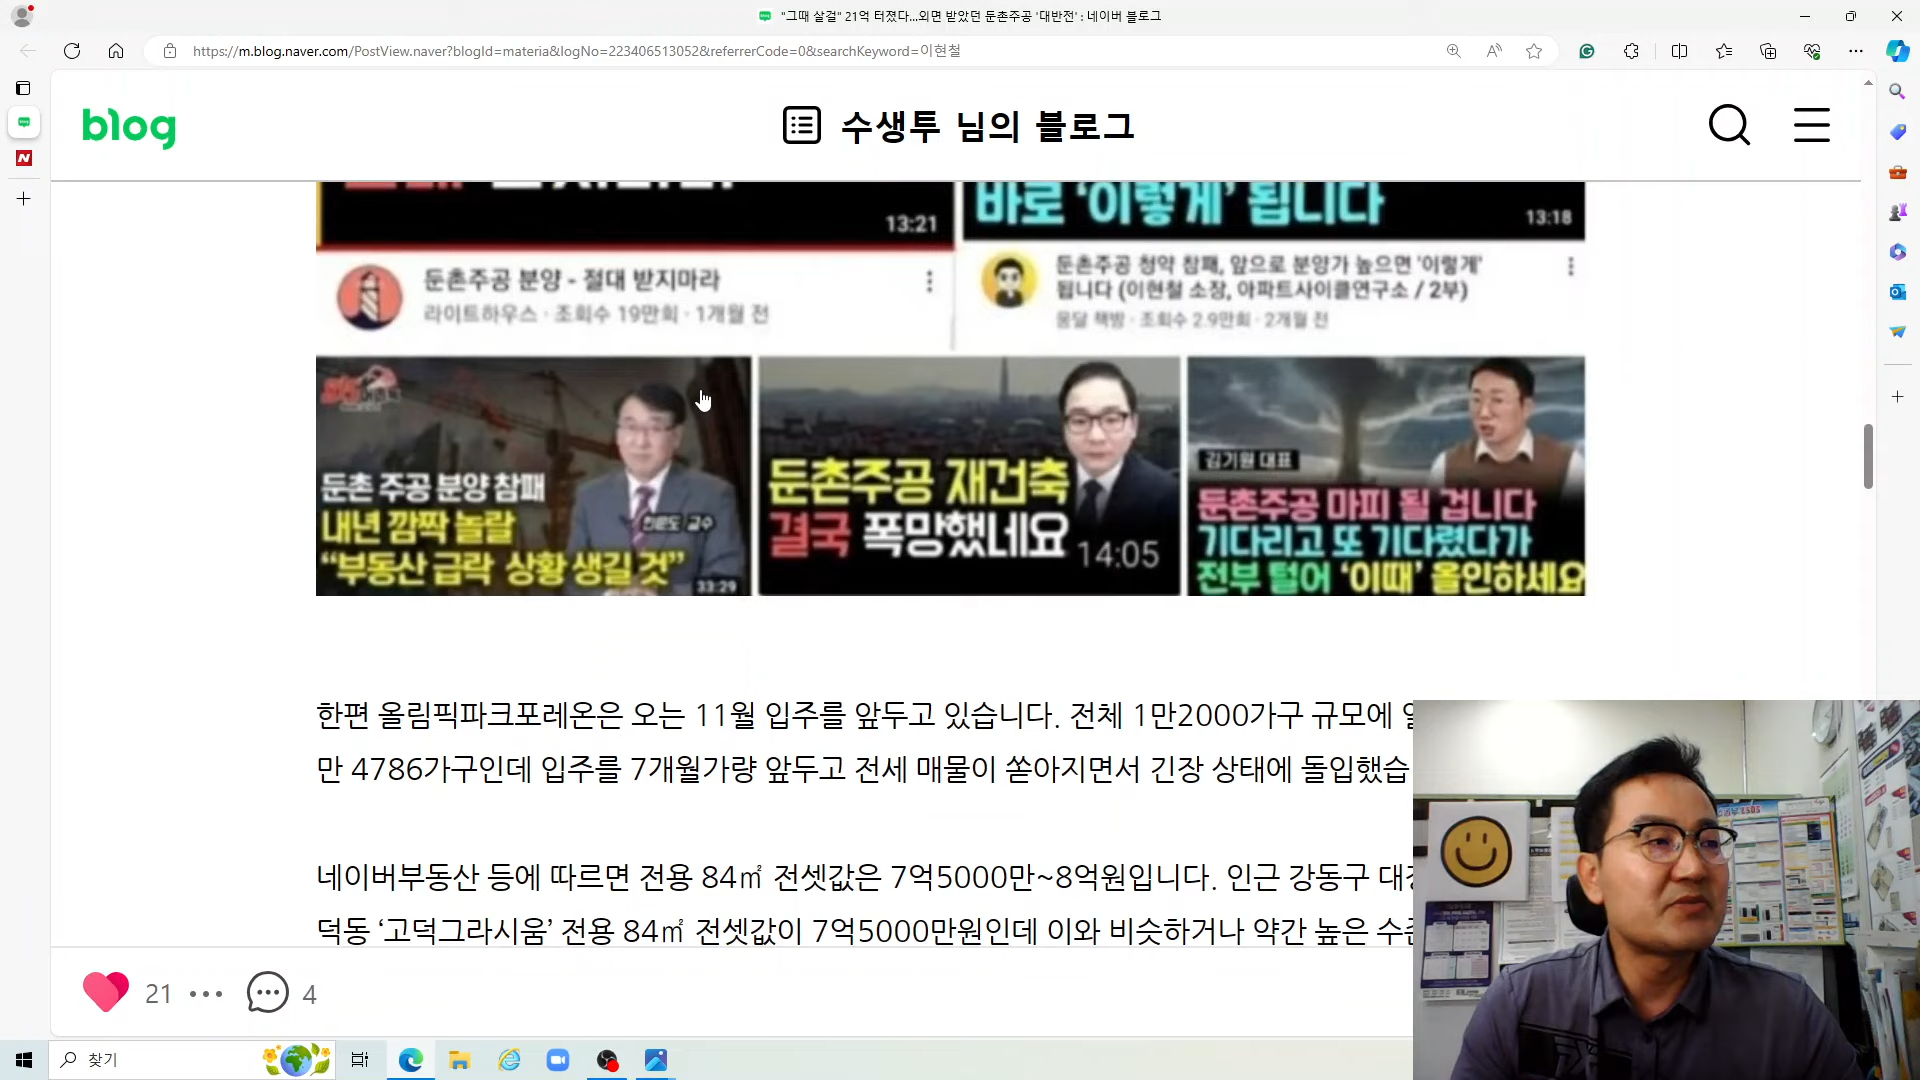 "그때 살걸" 21억 터졌다...외면 받았던 둔촌주공 '대반전' : 네이버 블로그
https://m.blog.naver.com/PostView.naver?blogId=materia&logNo=223406513052&referrerCode=0&searchKeyword=이현철
blog
수생투 님의 블로그
13:21
바로 '이렇게' 됩니다
13:18
둔촌주공 분양 - 절대 받지마라
라이트하우스 · 조회수 19만회 · 1개월 전
둔촌주공 청약 참패, 앞으로 분양가 높으면 '이렇게'
됩니다 (이현철 소장, 아파트사이클연구소 / 2부)
몽달 책방 · 조회수 2.9만회 · 2개월 전
둔촌 주공 분양 참패
내년 깜짝 놀랄
"부동산 급락 상황 생길 것"
한문도 교수
33:29
둔촌주공 재건축
결국 폭망했네요
14:05
김기원 대표
둔촌주공 마피 될 겁니다
기다리고 또 기다렸다가
전부 털어 '이때' 올인하세요
한편 올림픽파크포레온은 오는 11월 입주를 앞두고 있습니다. 전체 1만2000가구 규모에
만 4786가구인데 입주를 7개월가량 앞두고 전세 매물이 쏟아지면서 긴장 상태에 돌입했습
네이버부동산 등에 따르면 전용 84㎡ 전셋값은 7억5000만~8억원입니다. 인근 강동구
덕동 '고덕그라시움' 전용 84㎡ 전셋값이 7억5000만원인데 이와 비슷하거나 약간 높은
21
4
찾기